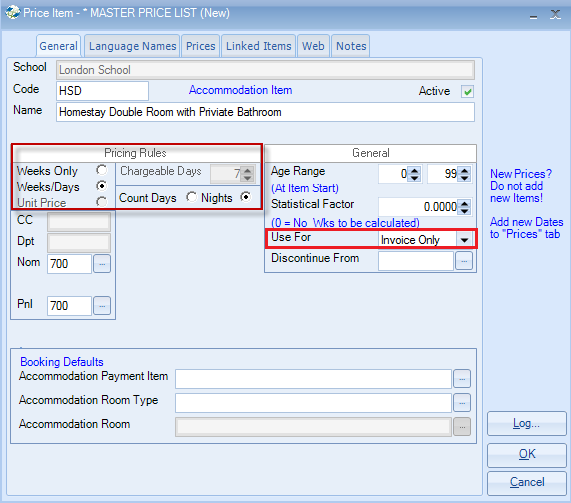 Price Item - * MASTER PRICE LIST (New)
General Language Names Prices Linked Items Web Notes
School London School
Code HSD Accommodation Item Active
Name Homestay Double Room with Priviate Bathroom
Pricing Rules
Weeks Only Chargeable Days 7
Weeks/Days
Unit Price Count Days Nights
CC
Dpt
Nom 700 ...
Pnl 700 ...
General
Age Range 0 99
(At Item Start)
Statistical Factor 0.0000
(0 = No. Wks to be calculated)
Use For Invoice Only
Discontinue From ...
New Prices?
Do not add
new Items!
Add new Dates
to "Prices" tab
Booking Defaults
Accommodation Payment Item ...
Accommodation Room Type ...
Accommodation Room ...
Log...
OK
Cancel